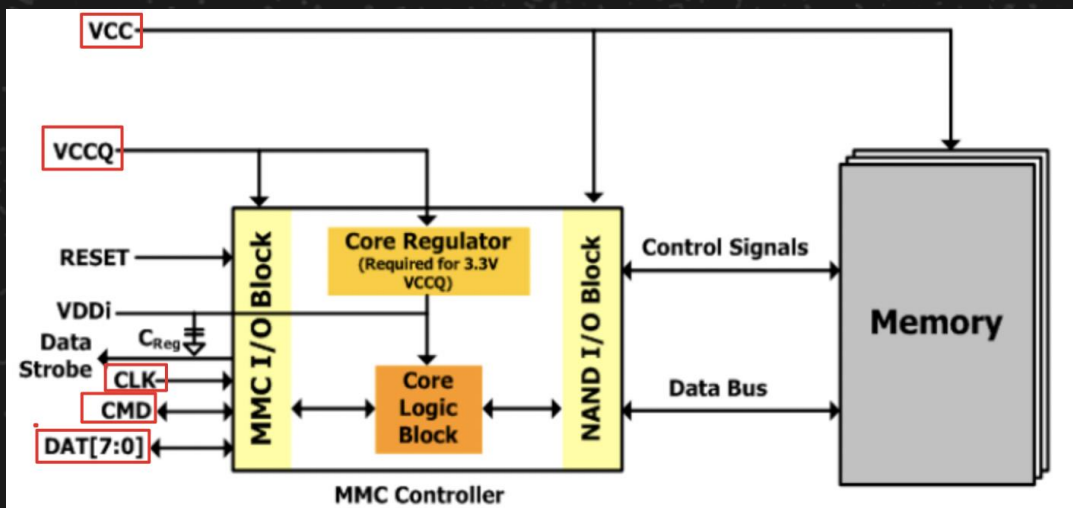 VCC
VCCQ
RESET
VDDi
CReg
Data
Strobe
CLK
CMD
DAT[7:0]
MMC I/O Block
Core Regulator
(Required for 3.3V
VCCQ)
Core
Logic
Block
NAND I/O Block
MMC Controller
Control Signals
Data Bus
Memory